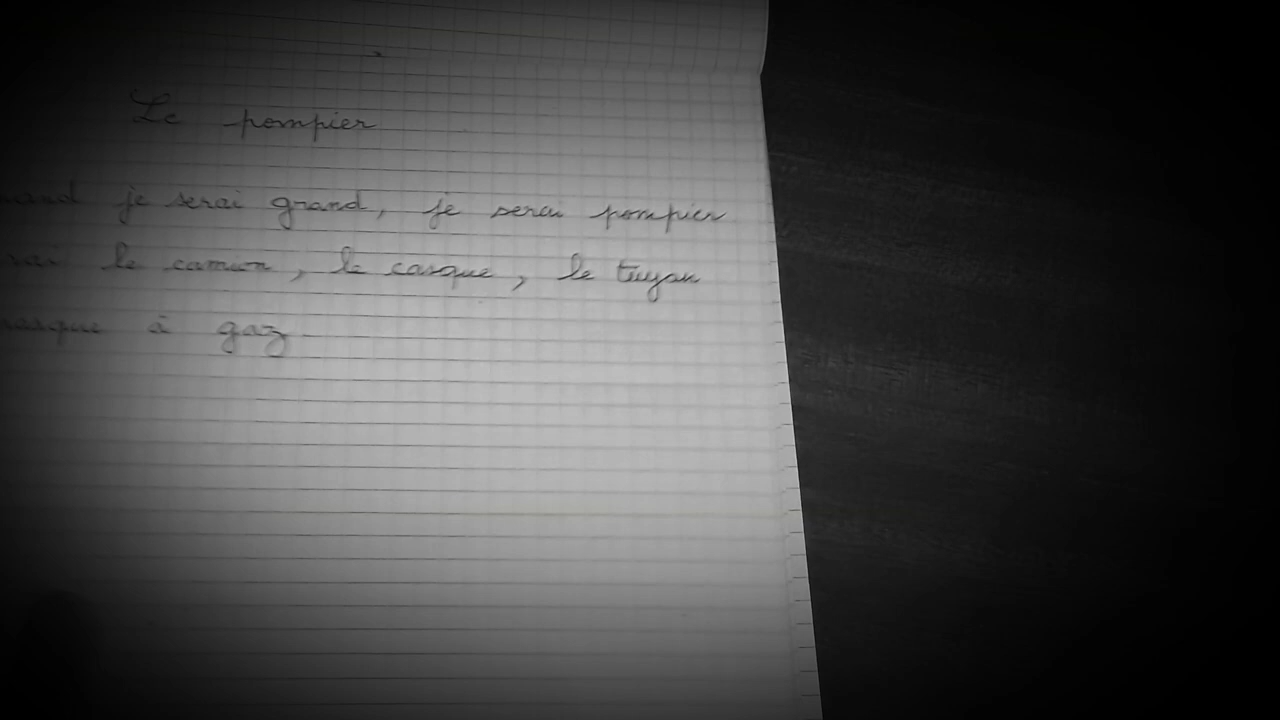 Le pompier
je serai grand, je serai pompier
le camion, le casque, le tuyau
à gaz